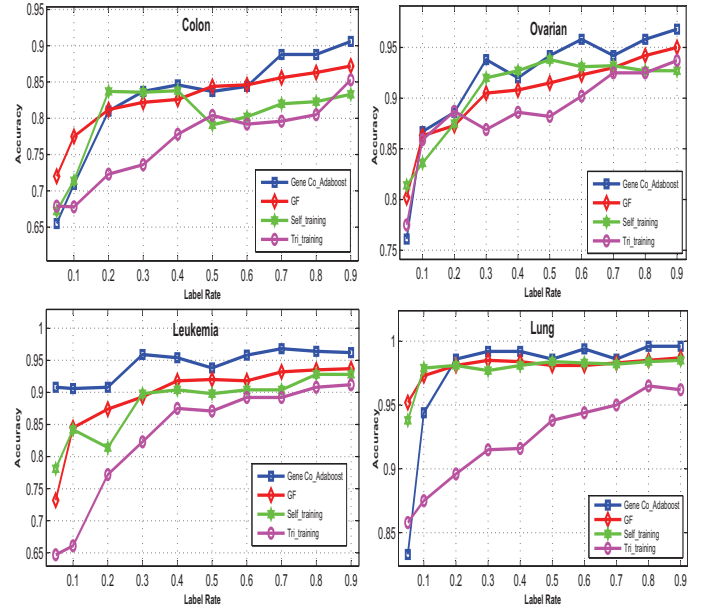 Colon
0.95
0.9
0.85
0.8
0.75
0.7
0.65
Accuracy
0.1 0.2 0.3 0.4 0.5 0.6 0.7 0.8 0.9
Label Rate
Gene Co_Adaboost
GF
Self_training
Tri_training
Ovarian
0.95
0.9
0.85
0.8
0.75
Accuracy
0.1 0.2 0.3 0.4 0.5 0.6 0.7 0.8 0.9
Label Rate
Gene Co_Adaboost
GF
Self_training
Tri_training
Leukemia
1
0.95
0.9
0.85
0.8
0.75
0.7
0.65
Accuracy
0.1 0.2 0.3 0.4 0.5 0.6 0.7 0.8 0.9
Label Rate
Gene Co_Adaboost
GF
Self_training
Tri_training
Lung
1
0.95
0.9
0.85
Accuracy
0.1 0.2 0.3 0.4 0.5 0.6 0.7 0.8 0.9
Label Rate
Gene Co_Adaboost
GF
Self_training
Tri_training